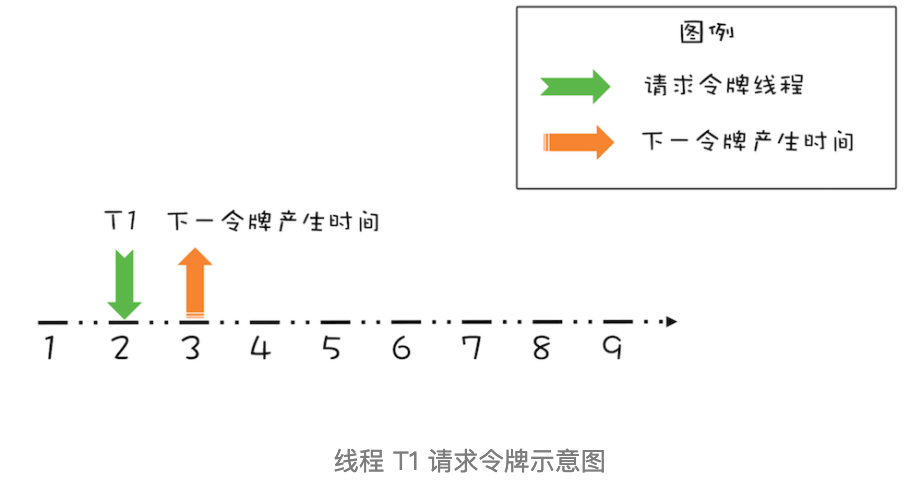 图例
请求令牌线程
下一令牌产生时间
T1 下一令牌产生时间
1 2 3 4 5 6 7 8 9
线程 T1 请求令牌示意图